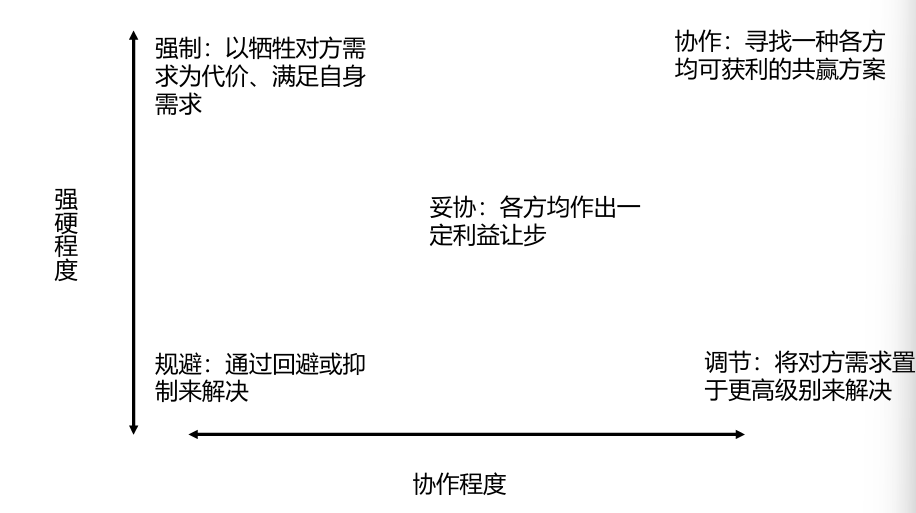 强制：以牺牲对方需
求为代价、满足自身
需求
协作：寻找一种各方
均可获利的共赢方案
强硬程度
妥协：各方均作出一
定利益让步
规避：通过回避或抑
制来解决
调节：将对方需求置
于更高级别来解决
协作程度